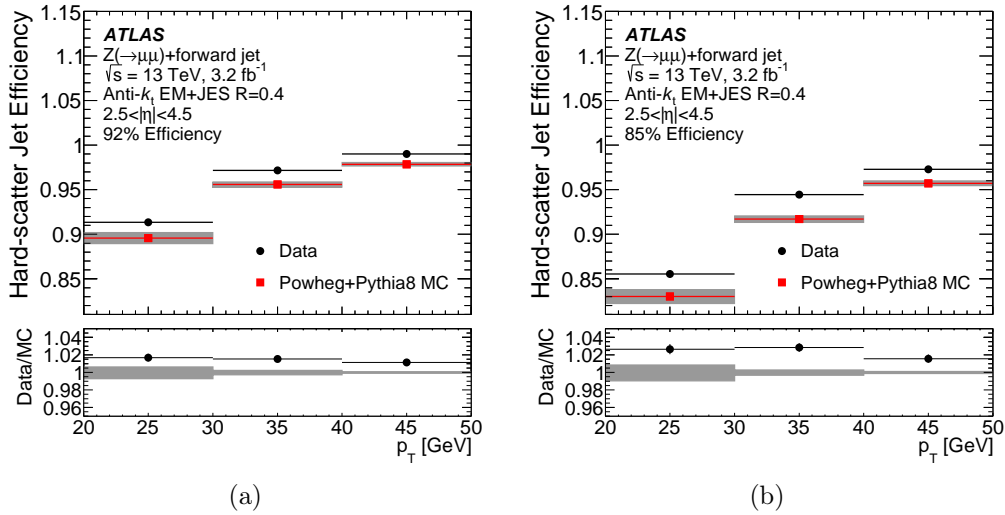 Hard-scatter Jet Efficiency
1.15
1.1
1.05
1
0.95
0.9
0.85
ATLAS
Z(→μμ)+forward jet
√s = 13 TeV, 3.2 fb⁻¹
Anti-kₜ EM+JES R=0.4
2.5<|η|<4.5
92% Efficiency
Data
Powheg+Pythia8 MC
Data/MC
1.04
1.02
1.00
0.98
0.96
20 25 30 35 40 45 50
p_T [GeV]
(a)
Hard-scatter Jet Efficiency
1.15
1.1
1.05
1
0.95
0.9
0.85
ATLAS
Z(→μμ)+forward jet
√s = 13 TeV, 3.2 fb⁻¹
Anti-kₜ EM+JES R=0.4
2.5<|η|<4.5
85% Efficiency
Data
Powheg+Pythia8 MC
Data/MC
1.04
1.02
1.00
0.98
0.96
20 25 30 35 40 45 50
p_T [GeV]
(b)